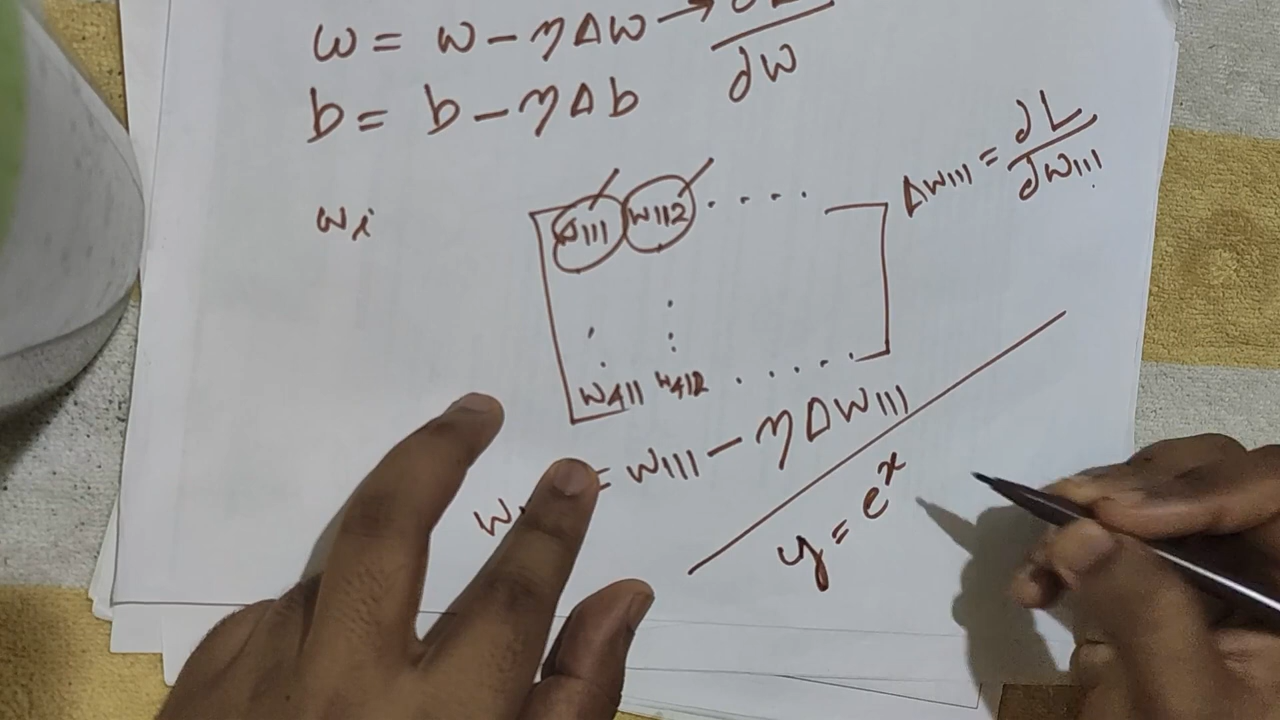 w = w − η Δw → ∂L/∂w
b = b − η Δb
Δw111 = ∂L/∂w111
wi
w111 w112 . . . .
w411 w412 . . . . .
w = w111 − η Δw111
y = e^x